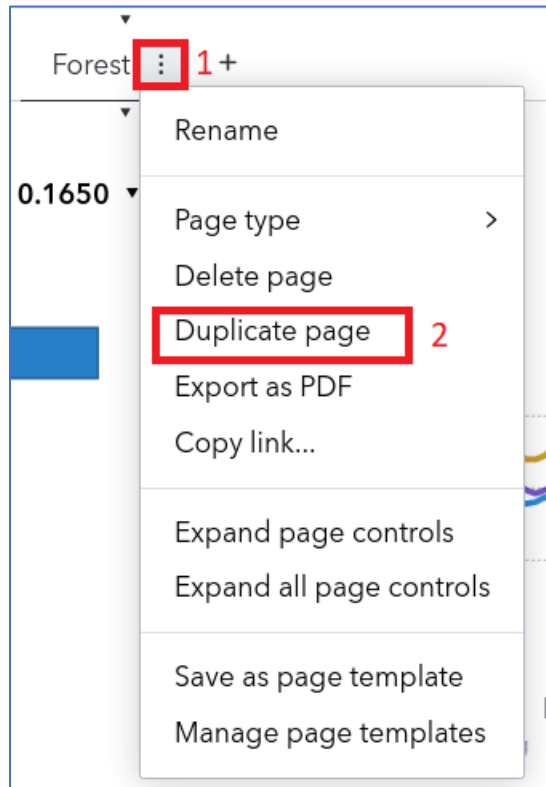 Forest ⋮ 1 +
Rename
0.1650
Page type >
Delete page
Duplicate page 2
Export as PDF
Copy link...
Expand page controls
Expand all page controls
Save as page template
Manage page templates